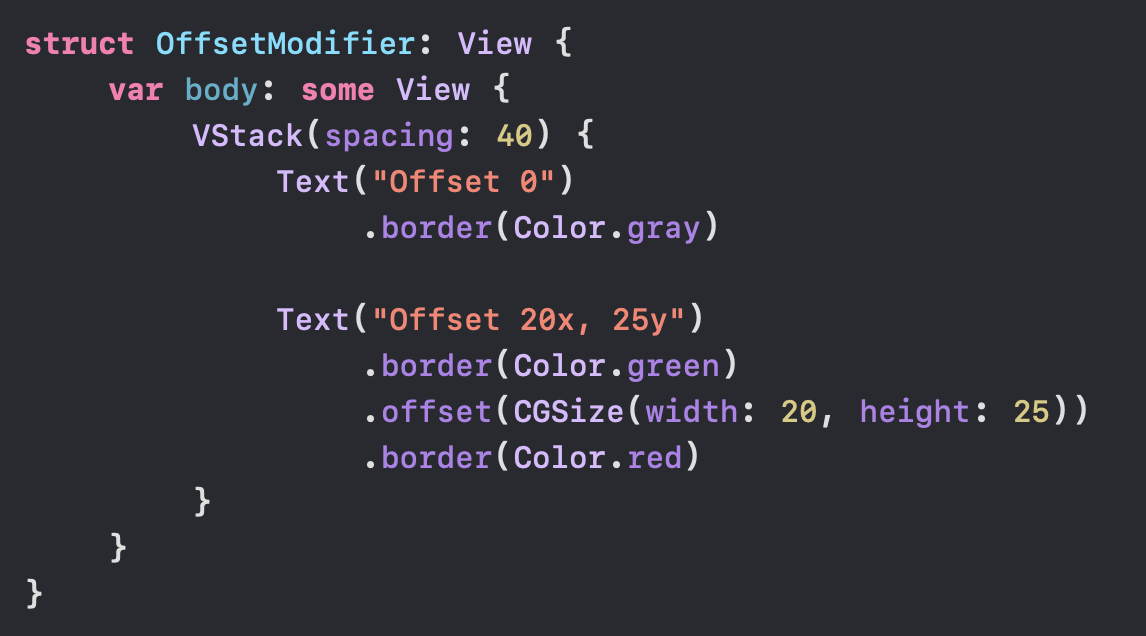 struct OffsetModifier: View {
    var body: some View {
        VStack(spacing: 40) {
            Text("Offset 0")
                .border(Color.gray)

            Text("Offset 20x, 25y")
                .border(Color.green)
                .offset(CGSize(width: 20, height: 25))
                .border(Color.red)
        }
    }
}